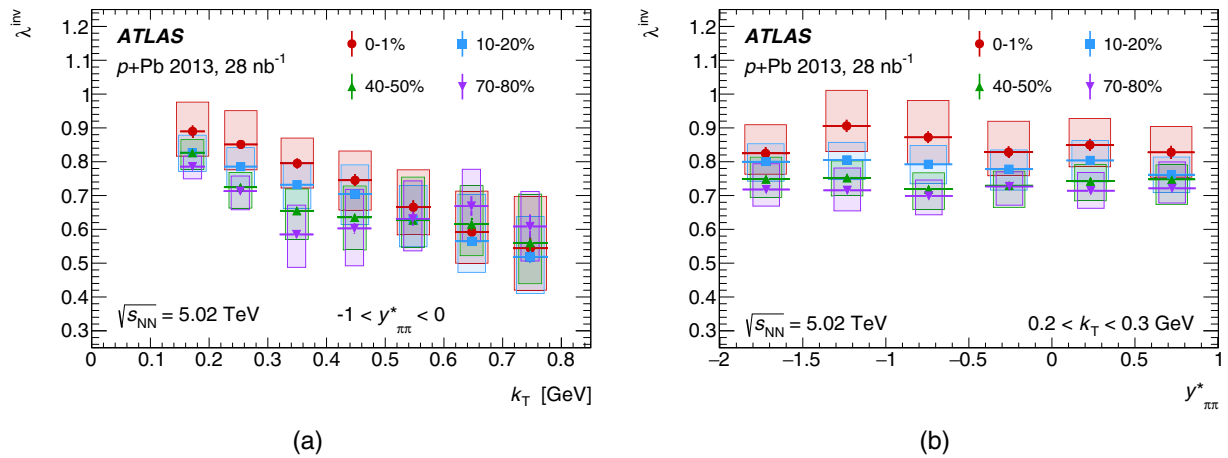 λ^inv
1.2
1.1
1
0.9
0.8
0.7
0.6
0.5
0.4
0.3
ATLAS
p+Pb 2013, 28 nb⁻¹
0-1%
10-20%
40-50%
70-80%
√s_NN = 5.02 TeV
-1 < y*_ππ < 0
0 0.1 0.2 0.3 0.4 0.5 0.6 0.7 0.8
k_T [GeV]
(a)
λ^inv
1.2
1.1
1
0.9
0.8
0.7
0.6
0.5
0.4
0.3
ATLAS
p+Pb 2013, 28 nb⁻¹
0-1%
10-20%
40-50%
70-80%
√s_NN = 5.02 TeV
0.2 < k_T < 0.3 GeV
−2 −1.5 −1 −0.5 0 0.5 1
y*_ππ
(b)